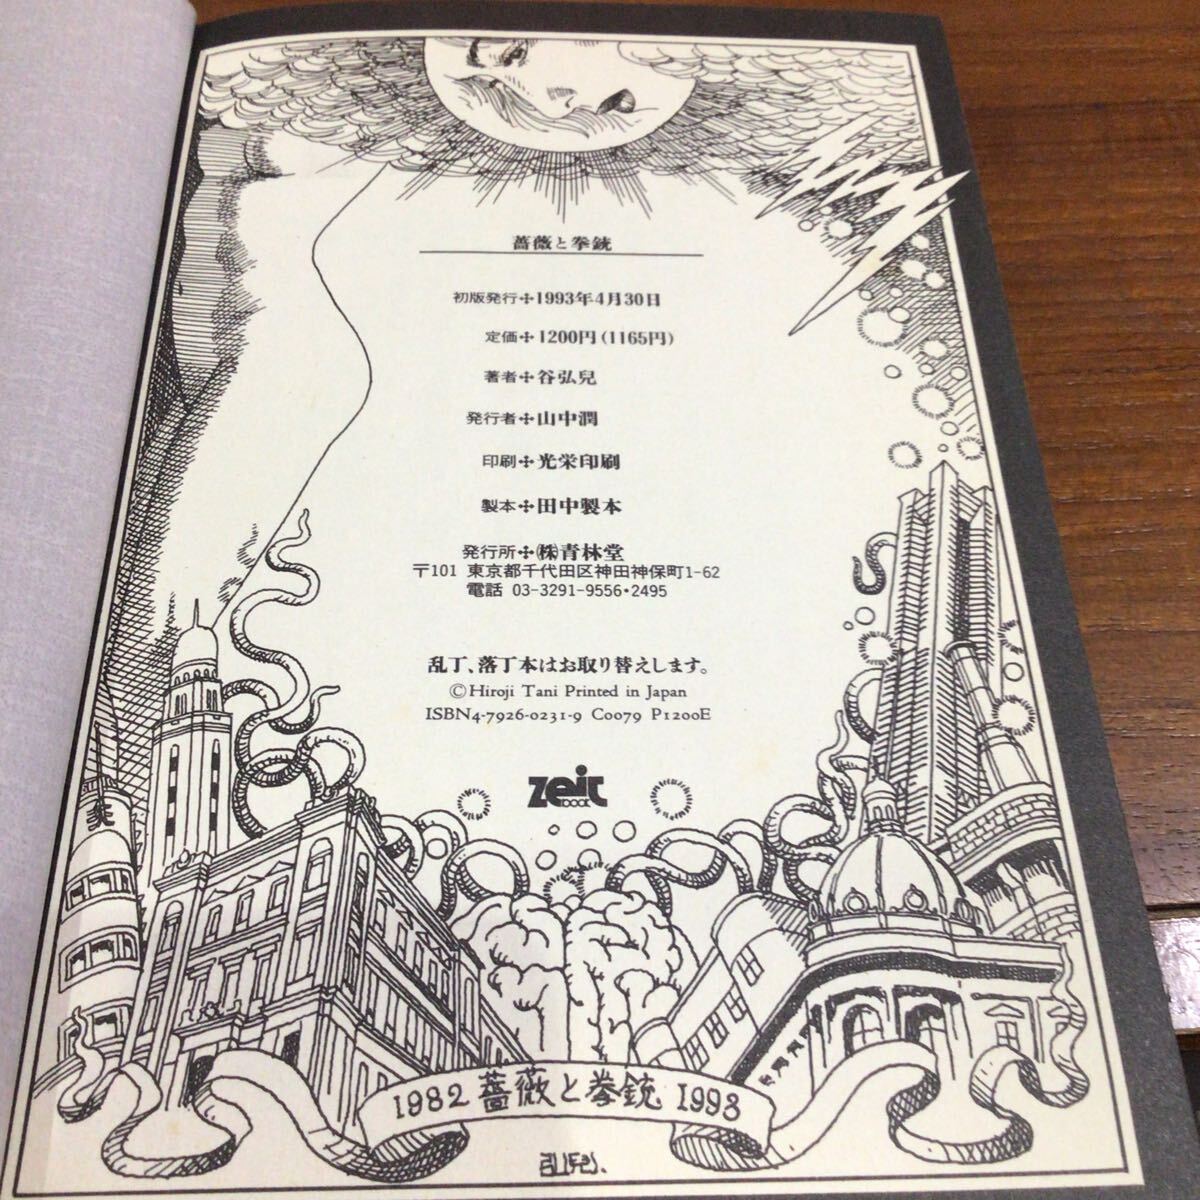 薔薇と拳銃
初版発行✢1993年4月30日
定価✢1200円(1165円)
著者✢谷弘兒
発行者✢山中潤
印刷✢光栄印刷
製本✢田中製本
発行所✢㈱青林堂
〒101 東京都千代田区神田神保町1-62
電話 03-3291-9556・2495
乱丁、落丁本はお取り替えします。
©Hiroji Tani Printed in Japan
ISBN4-7926-0231-9 C0079 P1200E
zeit
1982 薔薇と拳銃 1993